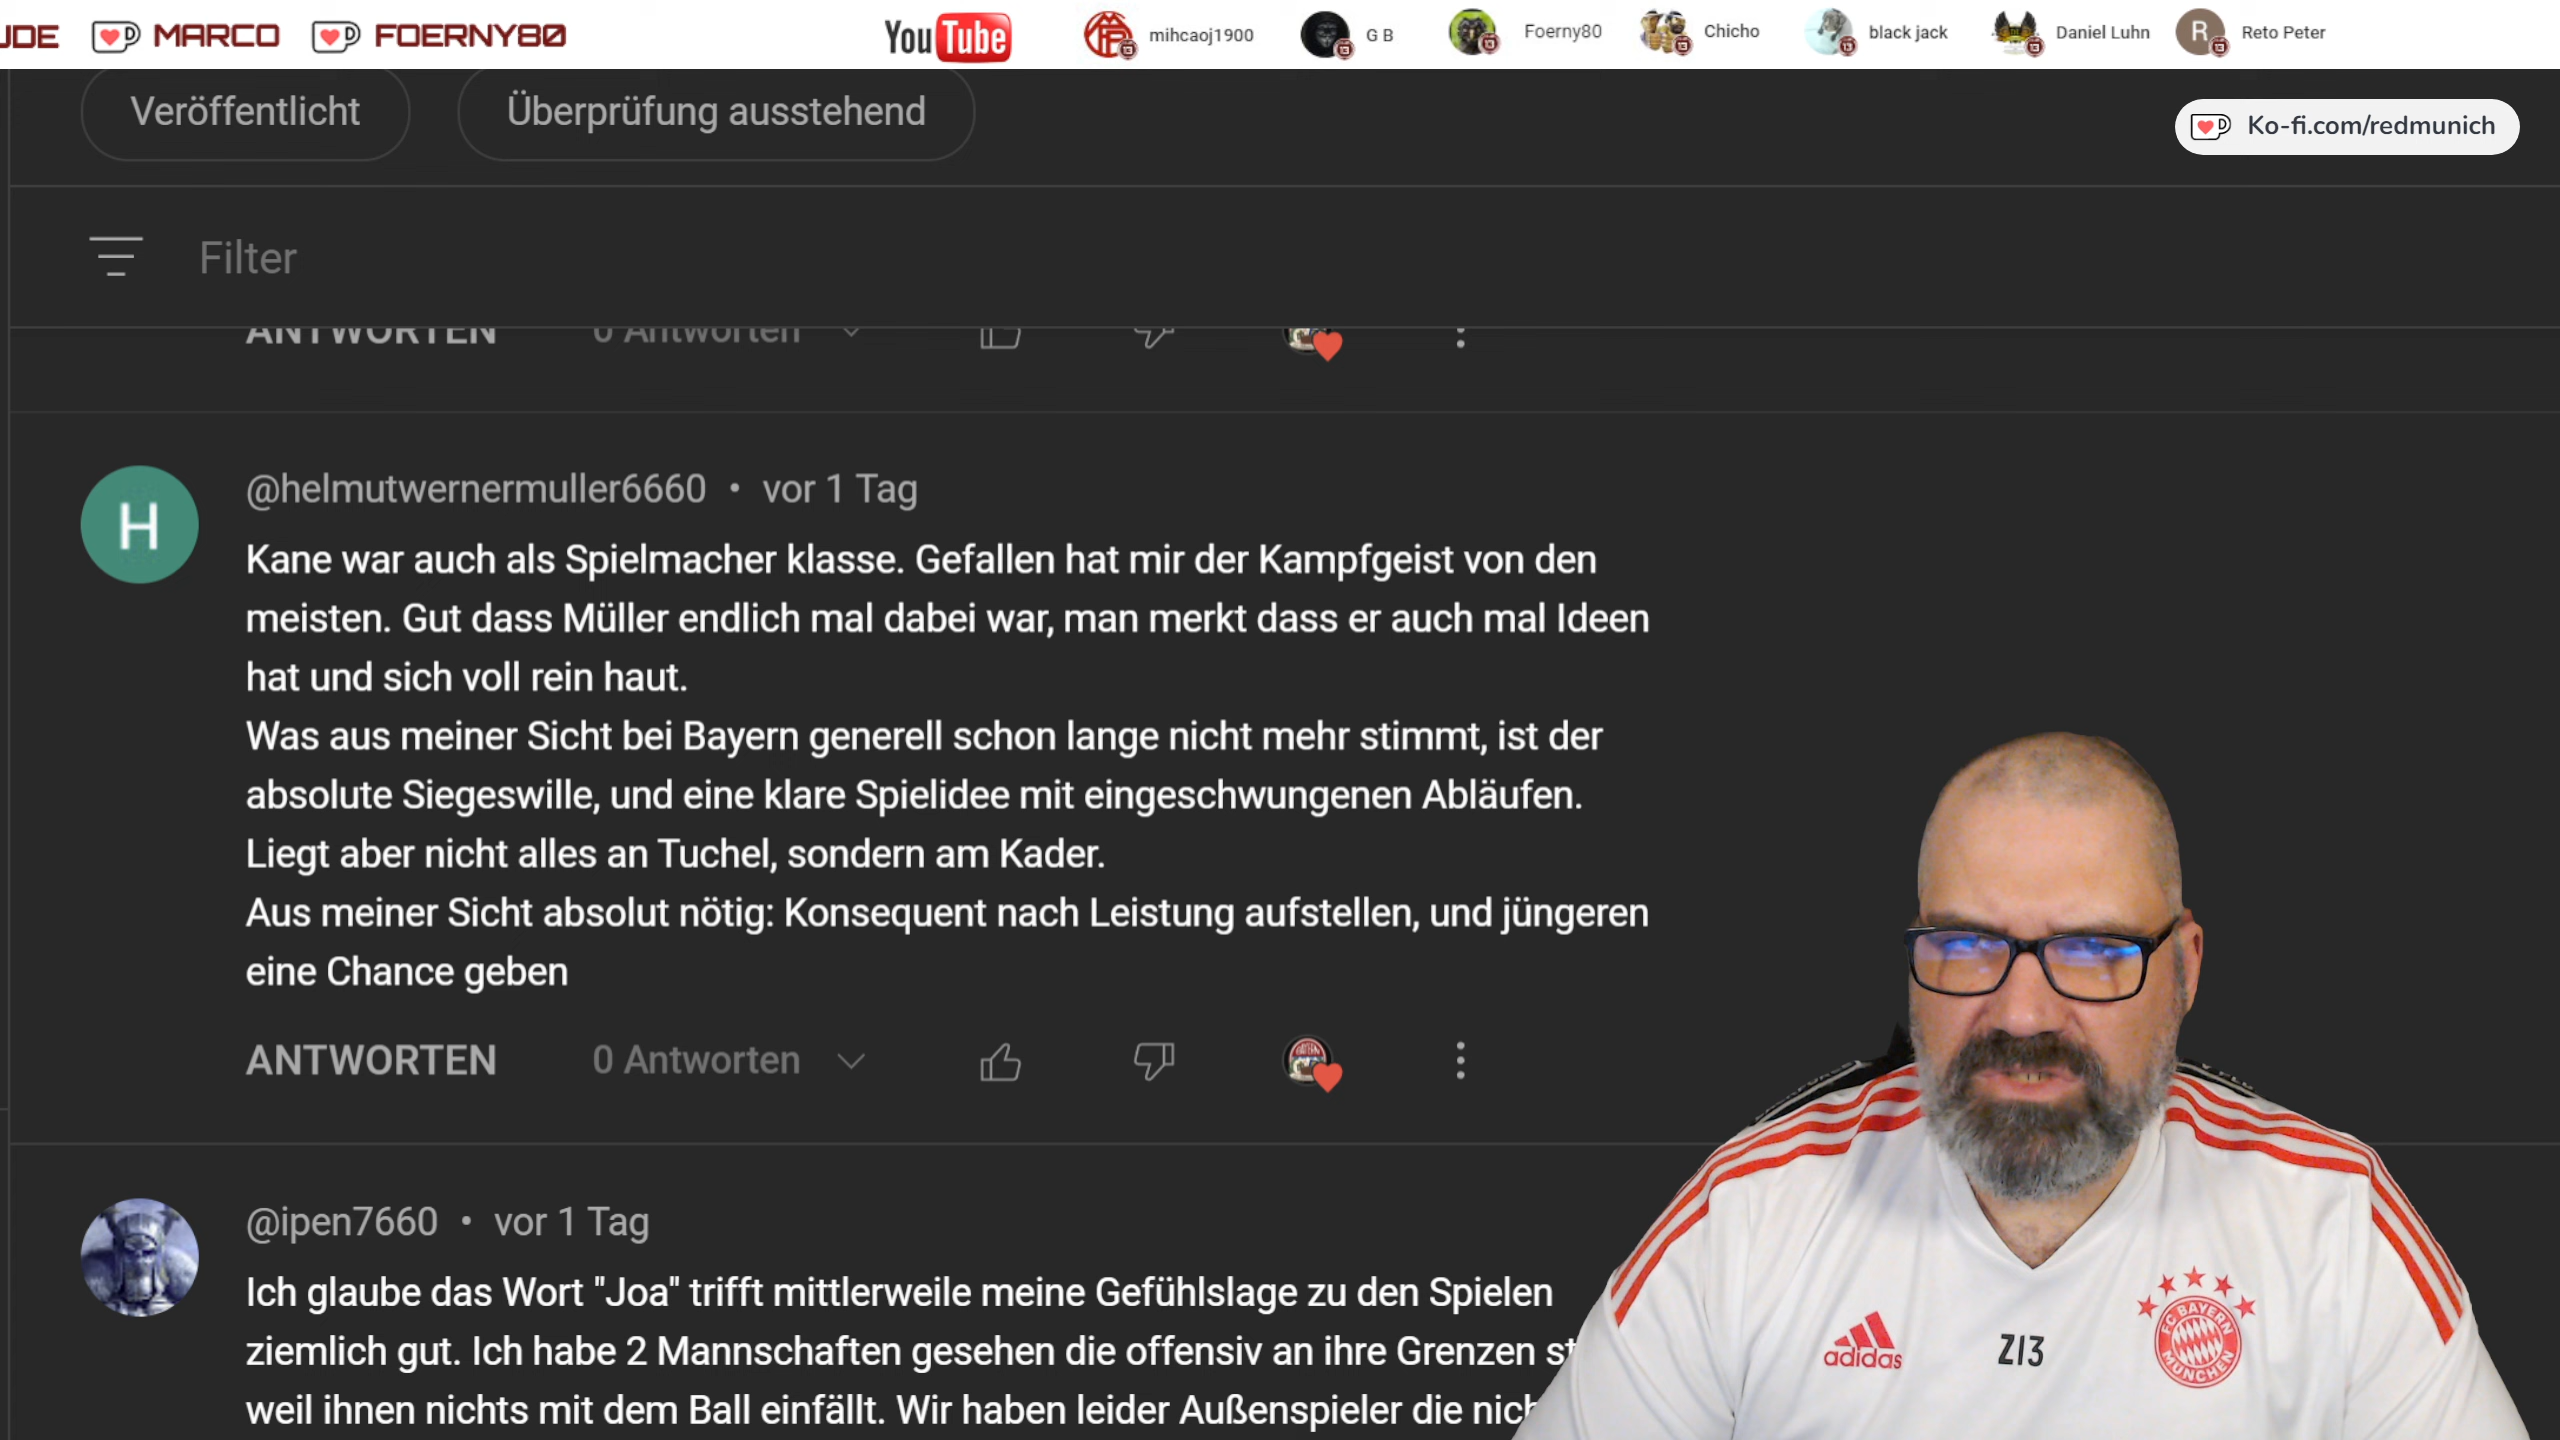 JDE MARCO FOERNY80 YouTube mihcaoj1900 G B Foerny80 Chicho black jack Daniel Luhn R Reto Peter
Veröffentlicht Überprüfung ausstehend
Ko-fi.com/redmunich
Filter
ANTWORTEN 0 Antworten
H
@helmutwernermuller6660 • vor 1 Tag
Kane war auch als Spielmacher klasse. Gefallen hat mir der Kampfgeist von den
meisten. Gut dass Müller endlich mal dabei war, man merkt dass er auch mal Ideen
hat und sich voll rein haut.
Was aus meiner Sicht bei Bayern generell schon lange nicht mehr stimmt, ist der
absolute Siegeswille, und eine klare Spielidee mit eingeschwungenen Abläufen.
Liegt aber nicht alles an Tuchel, sondern am Kader.
Aus meiner Sicht absolut nötig: Konsequent nach Leistung aufstellen, und jüngeren
eine Chance geben
ANTWORTEN 0 Antworten
@ipen7660 • vor 1 Tag
Ich glaube das Wort "Joa" trifft mittlerweile meine Gefühlslage zu den Spielen
ziemlich gut. Ich habe 2 Mannschaften gesehen die offensiv an ihre Grenzen
weil ihnen nichts mit dem Ball einfällt. Wir haben leider Außenspieler die
adidas
Z13
FC BAYERN
MÜNCHEN